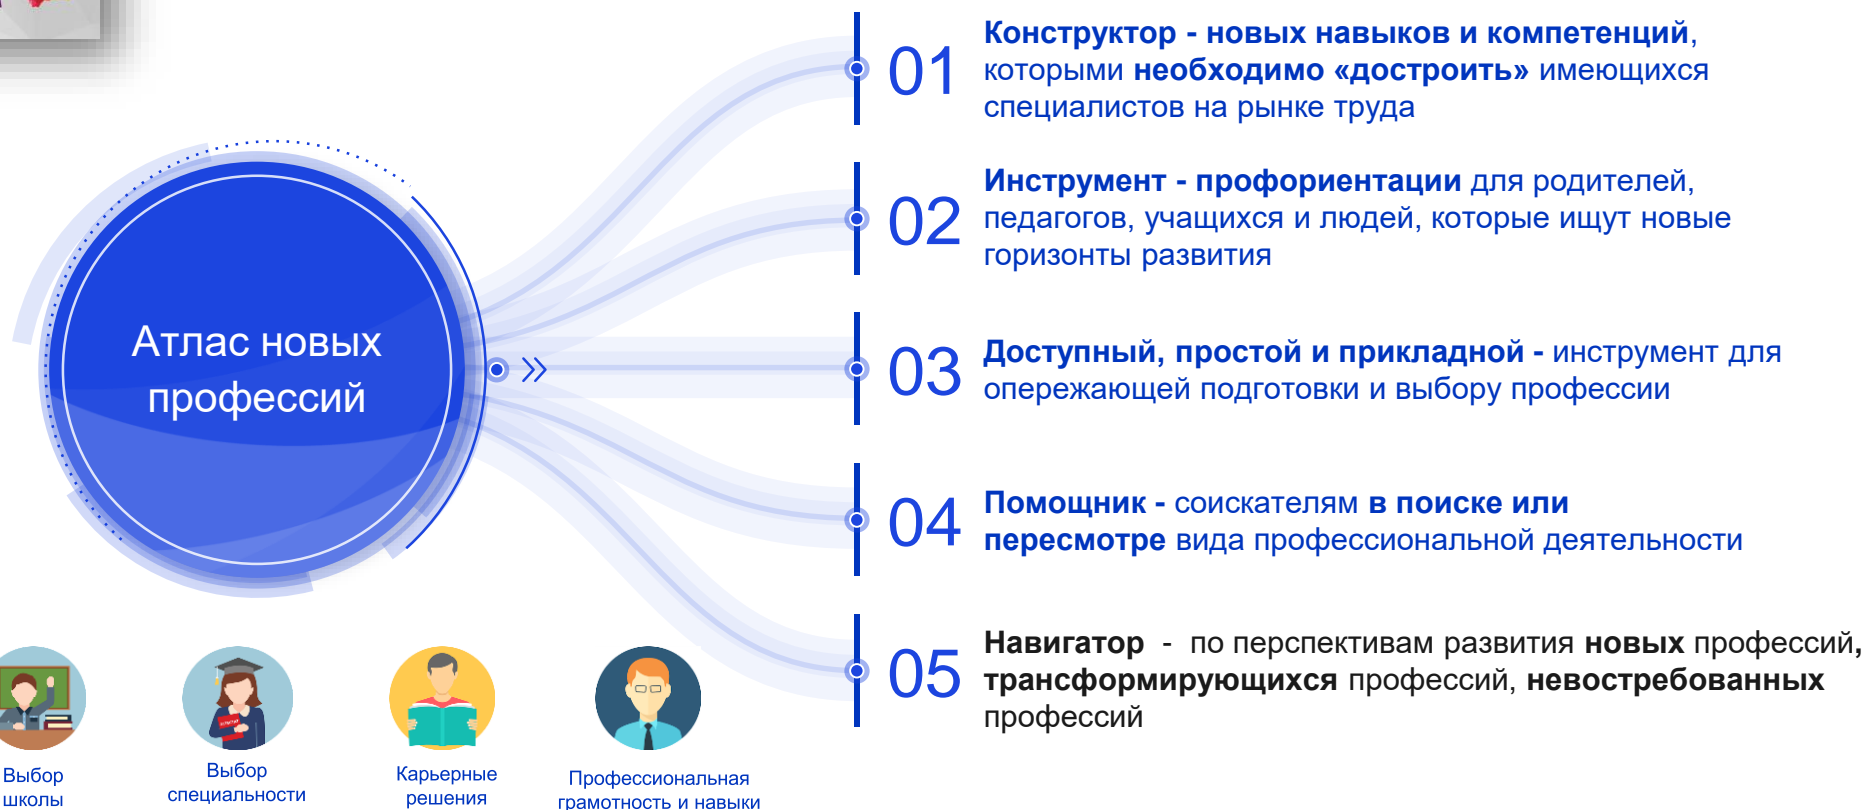 Атлас новых
профессий
01
Конструктор - новых навыков и компетенций,
которыми необходимо «достроить» имеющихся
специалистов на рынке труда
02
Инструмент - профориентации для родителей,
педагогов, учащихся и людей, которые ищут новые
горизонты развития
03
Доступный, простой и прикладной - инструмент для
опережающей подготовки и выбору профессии
04
Помощник - соискателям в поиске или
пересмотре вида профессиональной деятельности
05
Навигатор - по перспективам развития новых профессий,
трансформирующихся профессий, невостребованных
профессий
Выбор
школы
Выбор
специальности
Карьерные
решения
Профессиональная
грамотность и навыки